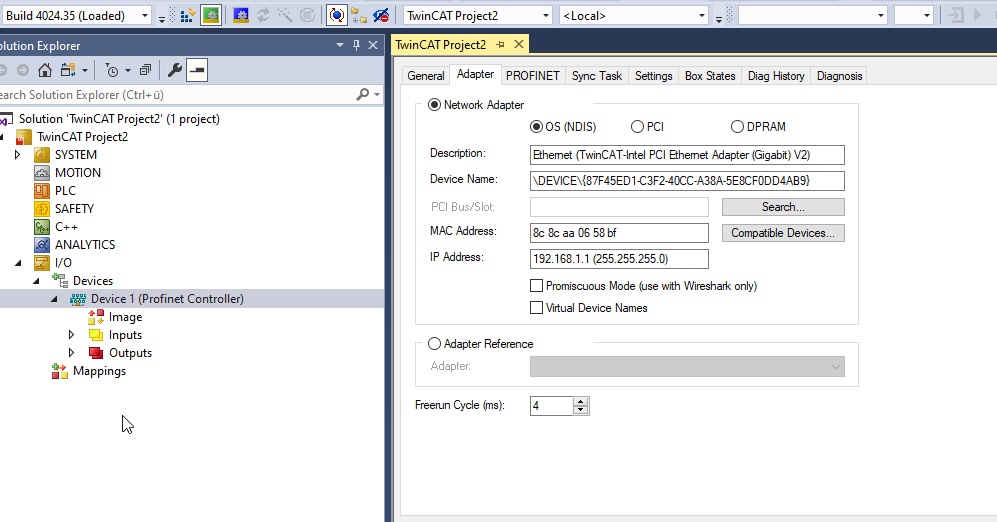 Build 4024.35 (Loaded)
TwinCAT Project2
<Local>
olution Explorer
TwinCAT Project2
earch Solution Explorer (Ctrl+ü)
Solution 'TwinCAT Project2' (1 project)
TwinCAT Project2
SYSTEM
MOTION
PLC
SAFETY
C++
ANALYTICS
I/O
Devices
Device 1 (Profinet Controller)
Image
Inputs
Outputs
Mappings
General Adapter PROFINET Sync Task Settings Box States Diag History Diagnosis
Network Adapter
OS (NDIS) PCI DPRAM
Description: Ethernet (TwinCAT-Intel PCI Ethernet Adapter (Gigabit) V2)
Device Name: \DEVICE\{87F45ED1-C3F2-40CC-A38A-5E8CF0DD4AB9}
PCI Bus/Slot: Search...
MAC Address: 8c 8c aa 06 58 bf Compatible Devices...
IP Address: 192.168.1.1 (255.255.255.0)
Promiscuous Mode (use with Wireshark only)
Virtual Device Names
Adapter Reference
Adapter:
Freerun Cycle (ms): 4